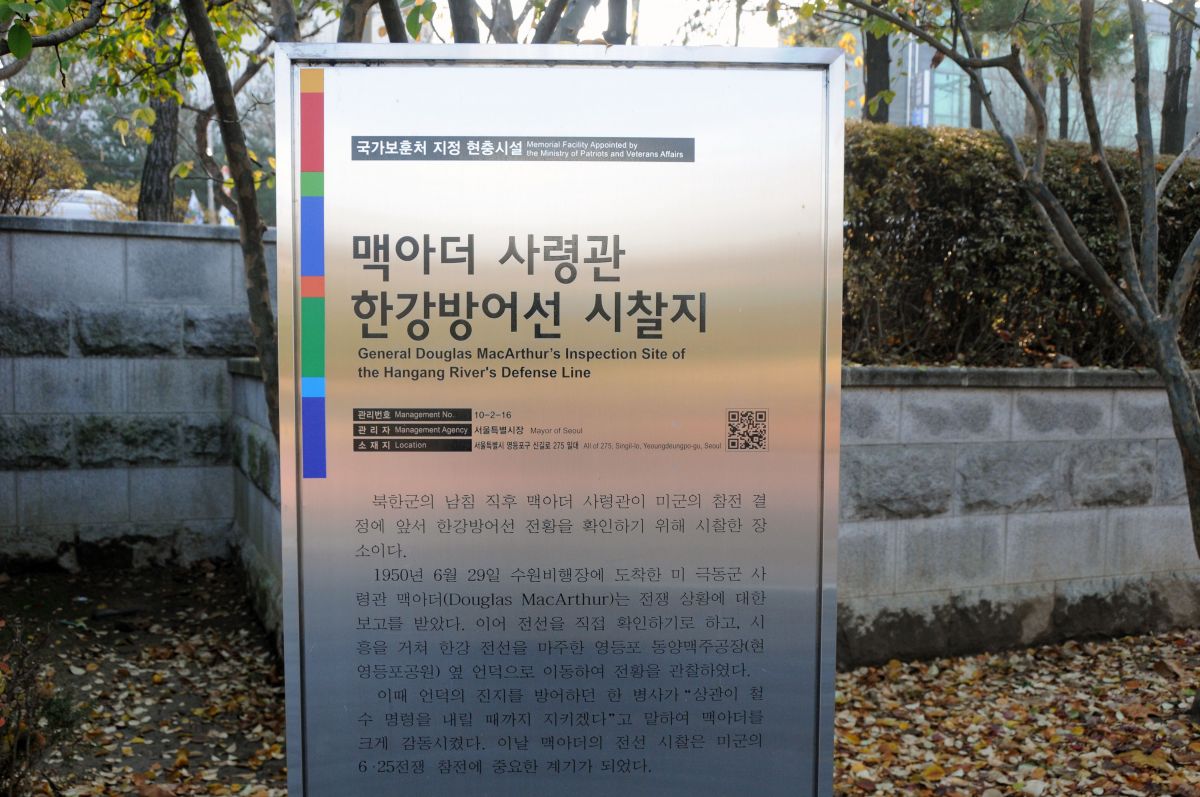 국가보훈처 지정 현충시설 Memorial Facility Appointed by
the Ministry of Patriots and Veterans Affairs
맥아더 사령관
한강방어선 시찰지
General Douglas MacArthur's Inspection Site of
the Hangang River's Defense Line
관리번호 Management No. 10-2-16
관 리 자 Management Agency 서울특별시장 Mayor of Seoul
소 재 지 Location 서울특별시 영등포구 신길로 275 일대 All of 275, Singil-lo, Yeoungdeungpo-gu, Seoul
북한군의 남침 직후 맥아더 사령관이 미군의 참전 결
정에 앞서 한강방어선 전황을 확인하기 위해 시찰한 장
소이다.
1950년 6월 29일 수원비행장에 도착한 미 극동군 사
령관 맥아더(Douglas MacArthur)는 전쟁 상황에 대한
보고를 받았다. 이어 전선을 직접 확인하기로 하고, 시
흥을 거쳐 한강 전선을 마주한 영등포 동양맥주공장(현
영등포공원) 옆 언덕으로 이동하여 전황을 관찰하였다.
이때 언덕의 진지를 방어하던 한 병사가 “상관이 철
수 명령을 내릴 때까지 지키겠다”고 말하여 맥아더를
크게 감동시켰다. 이날 맥아더의 전선 시찰은 미군의
6·25전쟁 참전에 중요한 계기가 되었다.